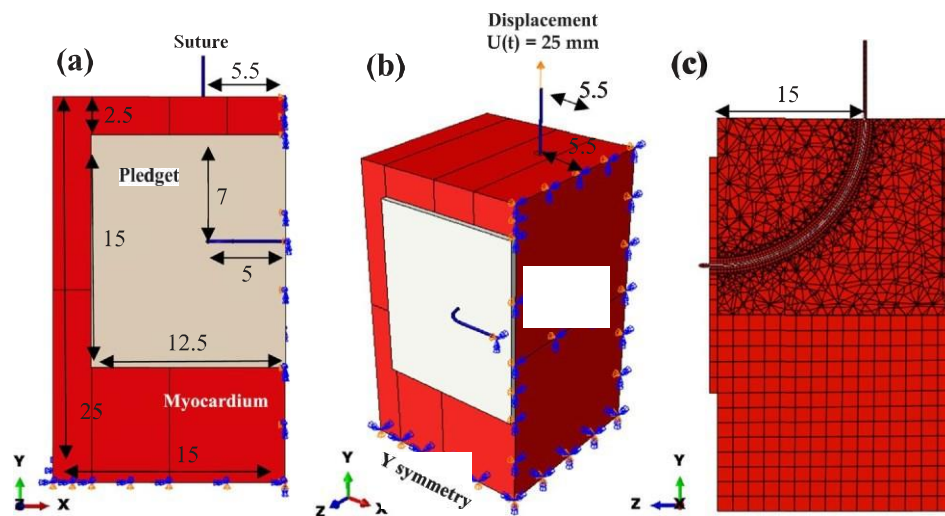 Suture
(a)
5.5
2.5
Pledget
7
15
5
12.5
Myocardium
25
15
Y
Z
X
Displacement
U(t) = 25 mm
(b)
5.5
5.5
Y symmetry
Y
Z
(c)
15
Y
Z
X